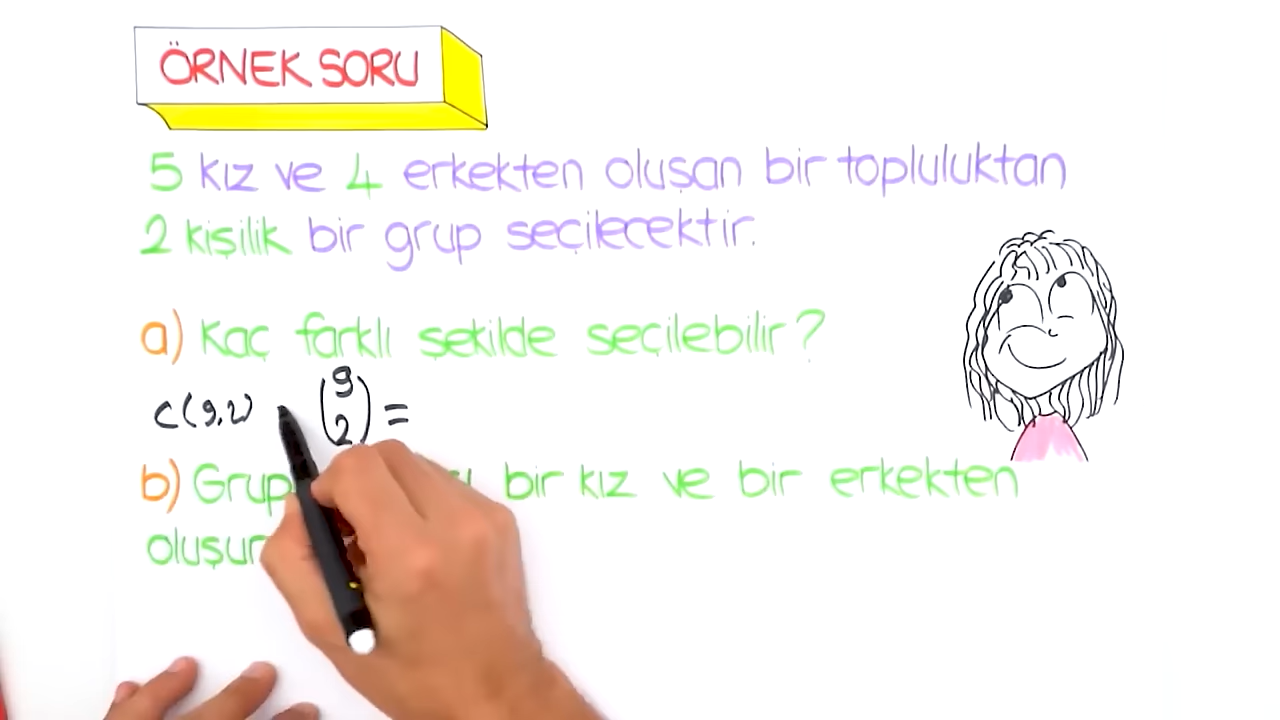 ÖRNEK SORU
5 kız ve 4 erkekten oluşan bir topluluktan
2 kişilik bir grup seçilecektir.
a) Kaç farklı şekilde seçilebilir?
C(9,2) (9 2) =
b) Grup bir kız ve bir erkekten